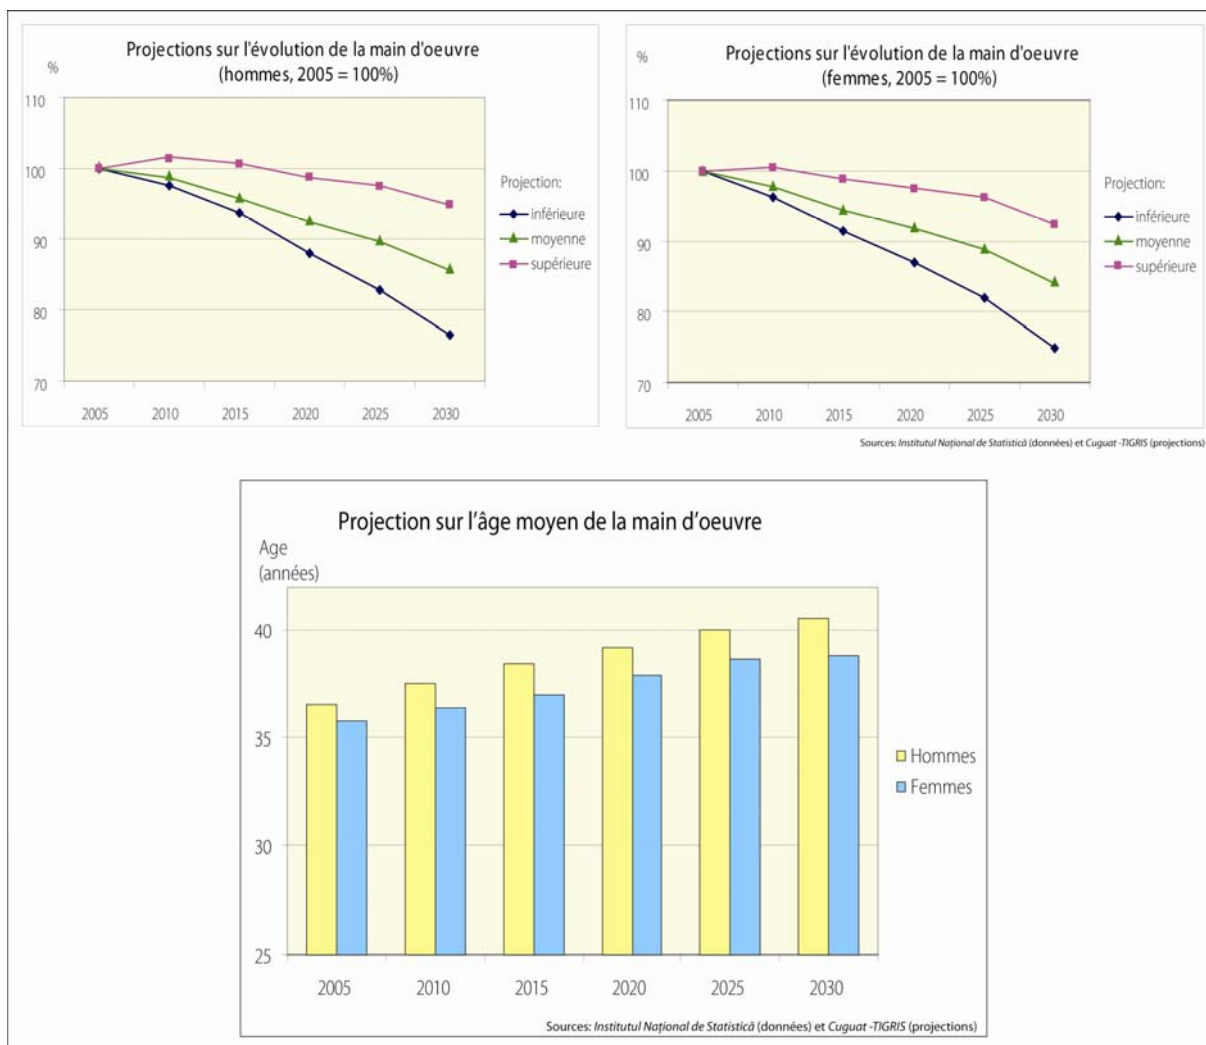 Projections sur l'évolution de la main d'oeuvre
(hommes, 2005 = 100%)
%
110
100
90
80
70
2005 2010 2015 2020 2025 2030
Projection:
inférieure
moyenne
supérieure
Projections sur l'évolution de la main d'oeuvre
(femmes, 2005 = 100%)
%
110
100
90
80
70
2005 2010 2015 2020 2025 2030
Projection:
inférieure
moyenne
supérieure
Sources: Institutul Naţional de Statistică (données) et Cuguat -TIGRIS (projections)
Projection sur l'âge moyen de la main d'oeuvre
Age
(années)
40
35
30
25
2005 2010 2015 2020 2025 2030
Hommes
Femmes
Sources: Institutul Naţional de Statistică (données) et Cuguat -TIGRIS (projections)